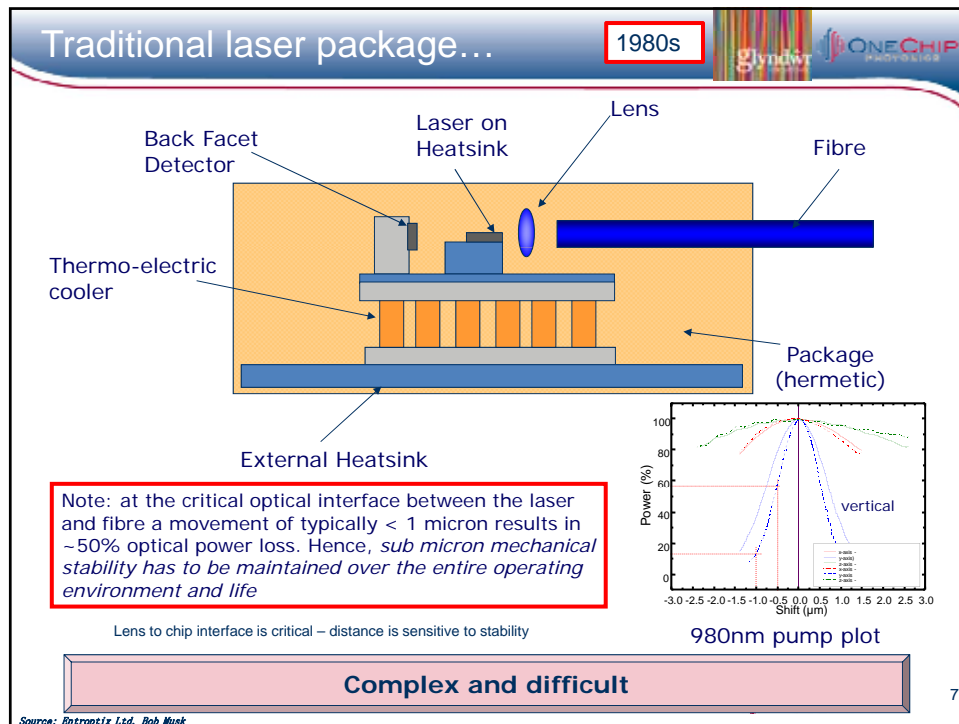 Traditional laser package…
1980s
glyndwr
ONECHIP
PHOTONICS
Back Facet
Detector
Laser on
Heatsink
Lens
Fibre
Thermo-electric
cooler
Package
(hermetic)
External Heatsink
Note: at the critical optical interface between the laser
and fibre a movement of typically < 1 micron results in
~50% optical power loss. Hence, sub micron mechanical
stability has to be maintained over the entire operating
environment and life
Lens to chip interface is critical – distance is sensitive to stability
Power (%)
100
80
60
40
20
0
vertical
x-axis -
y-axis)
z-axis -
x-axis -
y-axis
z-axis -
-3.0 -2.5 -2.0 -1.5 -1.0 -0.5 0.0 0.5 1.0 1.5 2.0 2.5 3.0
Shift (µm)
980nm pump plot
Complex and difficult
7
Source: Entroptix Ltd, Bob Musk